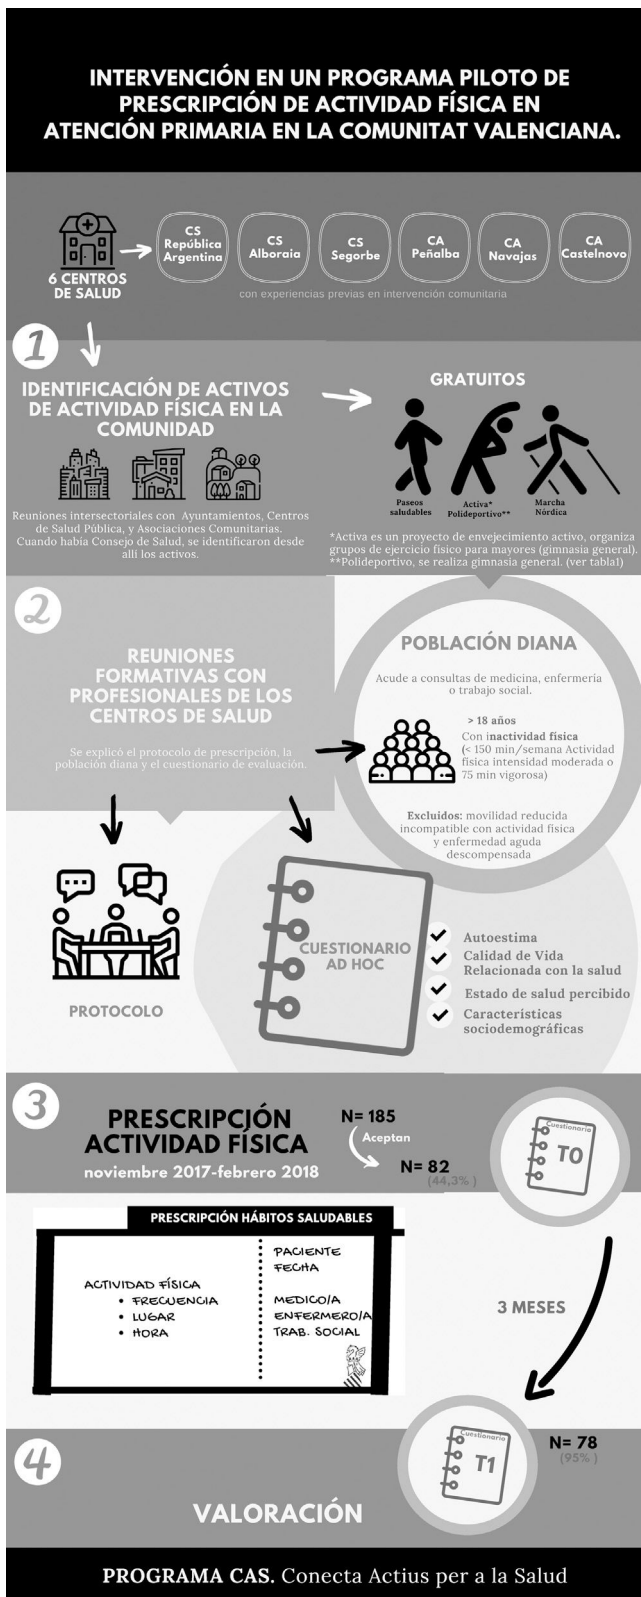 INTERVENCIÓN EN UN PROGRAMA PILOTO DE
PRESCRIPCIÓN DE ACTIVIDAD FÍSICA EN
ATENCIÓN PRIMARIA EN LA COMUNITAT VALENCIANA.
6 CENTROS
DE SALUD
CS
República
Argentina
CS
Alboraia
CS
Segorbe
CA
Peñalba
CA
Navajas
CA
Castelnovo
con experiencias previas en intervención comunitaria
1
IDENTIFICACIÓN DE ACTIVOS
DE ACTIVIDAD FÍSICA EN LA
COMUNIDAD
Reuniones intersectoriales con Ayuntamientos, Centros
de Salud Pública, y Asociaciones Comunitarias.
Cuando había Consejo de Salud, se identificaron desde
allí los activos.
GRATUITOS
Paseos
saludables
Activa*
Polideportivo**
Marcha
Nórdica
*Activa es un proyecto de envejecimiento activo, organiza
grupos de ejercicio físico para mayores (gimnasia general).
**Polideportivo, se realiza gimnasia general. (ver tabla1)
2
REUNIONES
FORMATIVAS CON
PROFESIONALES DE LOS
CENTROS DE SALUD
Se explicó el protocolo de prescripción, la
población diana y el cuestionario de evaluación.
POBLACIÓN DIANA
Acude a consultas de medicina, enfermería
o trabajo social.
> 18 años
Con inactividad física
(< 150 min/semana Actividad
física intensidad moderada o
75 min vigorosa)
Excluidos: movilidad reducida
incompatible con actividad física
y enfermedad aguda
descompensada
PROTOCOLO
CUESTIONARIO
AD HOC
Autoestima
Calidad de Vida
Relacionada con la salud
Estado de salud percibido
Características
sociodemográficas
3
PRESCRIPCIÓN
ACTIVIDAD FÍSICA
noviembre 2017-febrero 2018
N= 185
Aceptan
N= 82
(44,3% )
Cuestionario
T0
PRESCRIPCIÓN HÁBITOS SALUDABLES
ACTIVIDAD FÍSICA
• FRECUENCIA
• LUGAR
• HORA
PACIENTE
FECHA
MEDICO/A
ENFERMERO/A
TRAB. SOCIAL
3 MESES
4
VALORACIÓN
Cuestionario
T1
N= 78
(95% )
PROGRAMA CAS. Conecta Actius per a la Salud